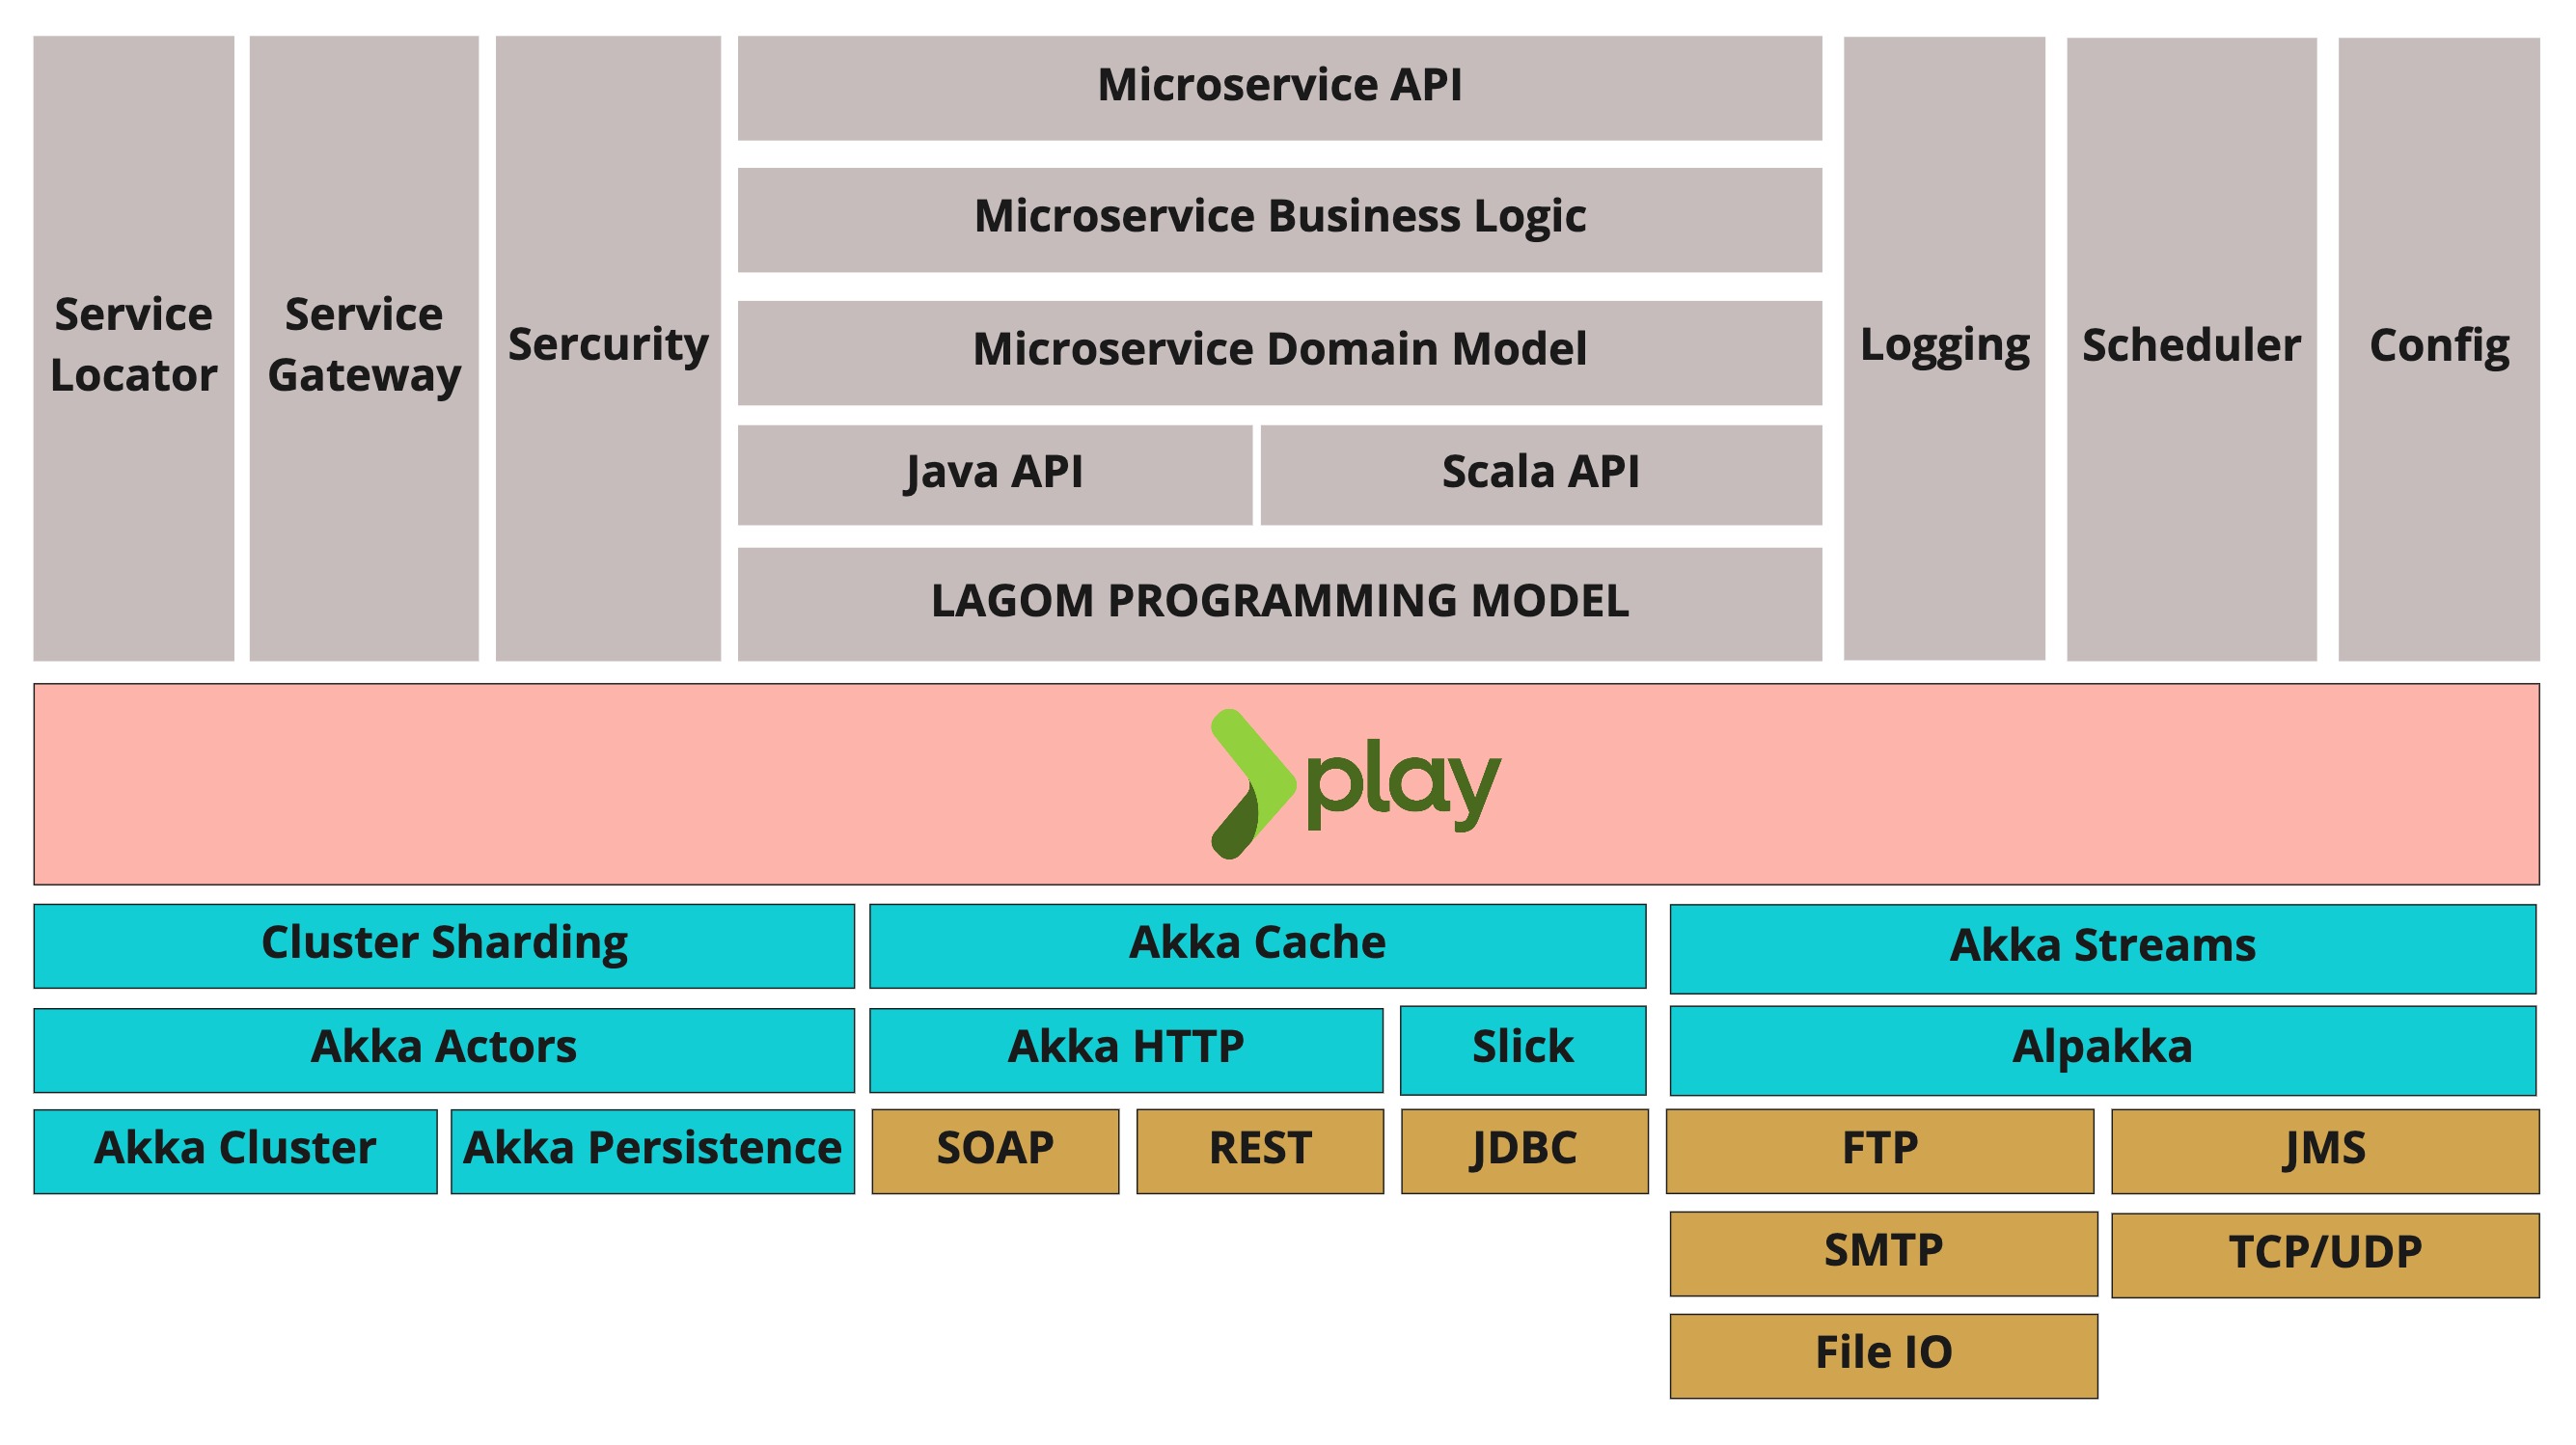 Service
Locator
Service
Gateway
Sercurity
Microservice API
Microservice Business Logic
Microservice Domain Model
Java API
Scala API
LAGOM PROGRAMMING MODEL
Logging
Scheduler
Config
play
Cluster Sharding
Akka Cache
Akka Streams
Akka Actors
Akka HTTP
Slick
Alpakka
Akka Cluster
Akka Persistence
SOAP
REST
JDBC
FTP
JMS
SMTP
TCP/UDP
File IO